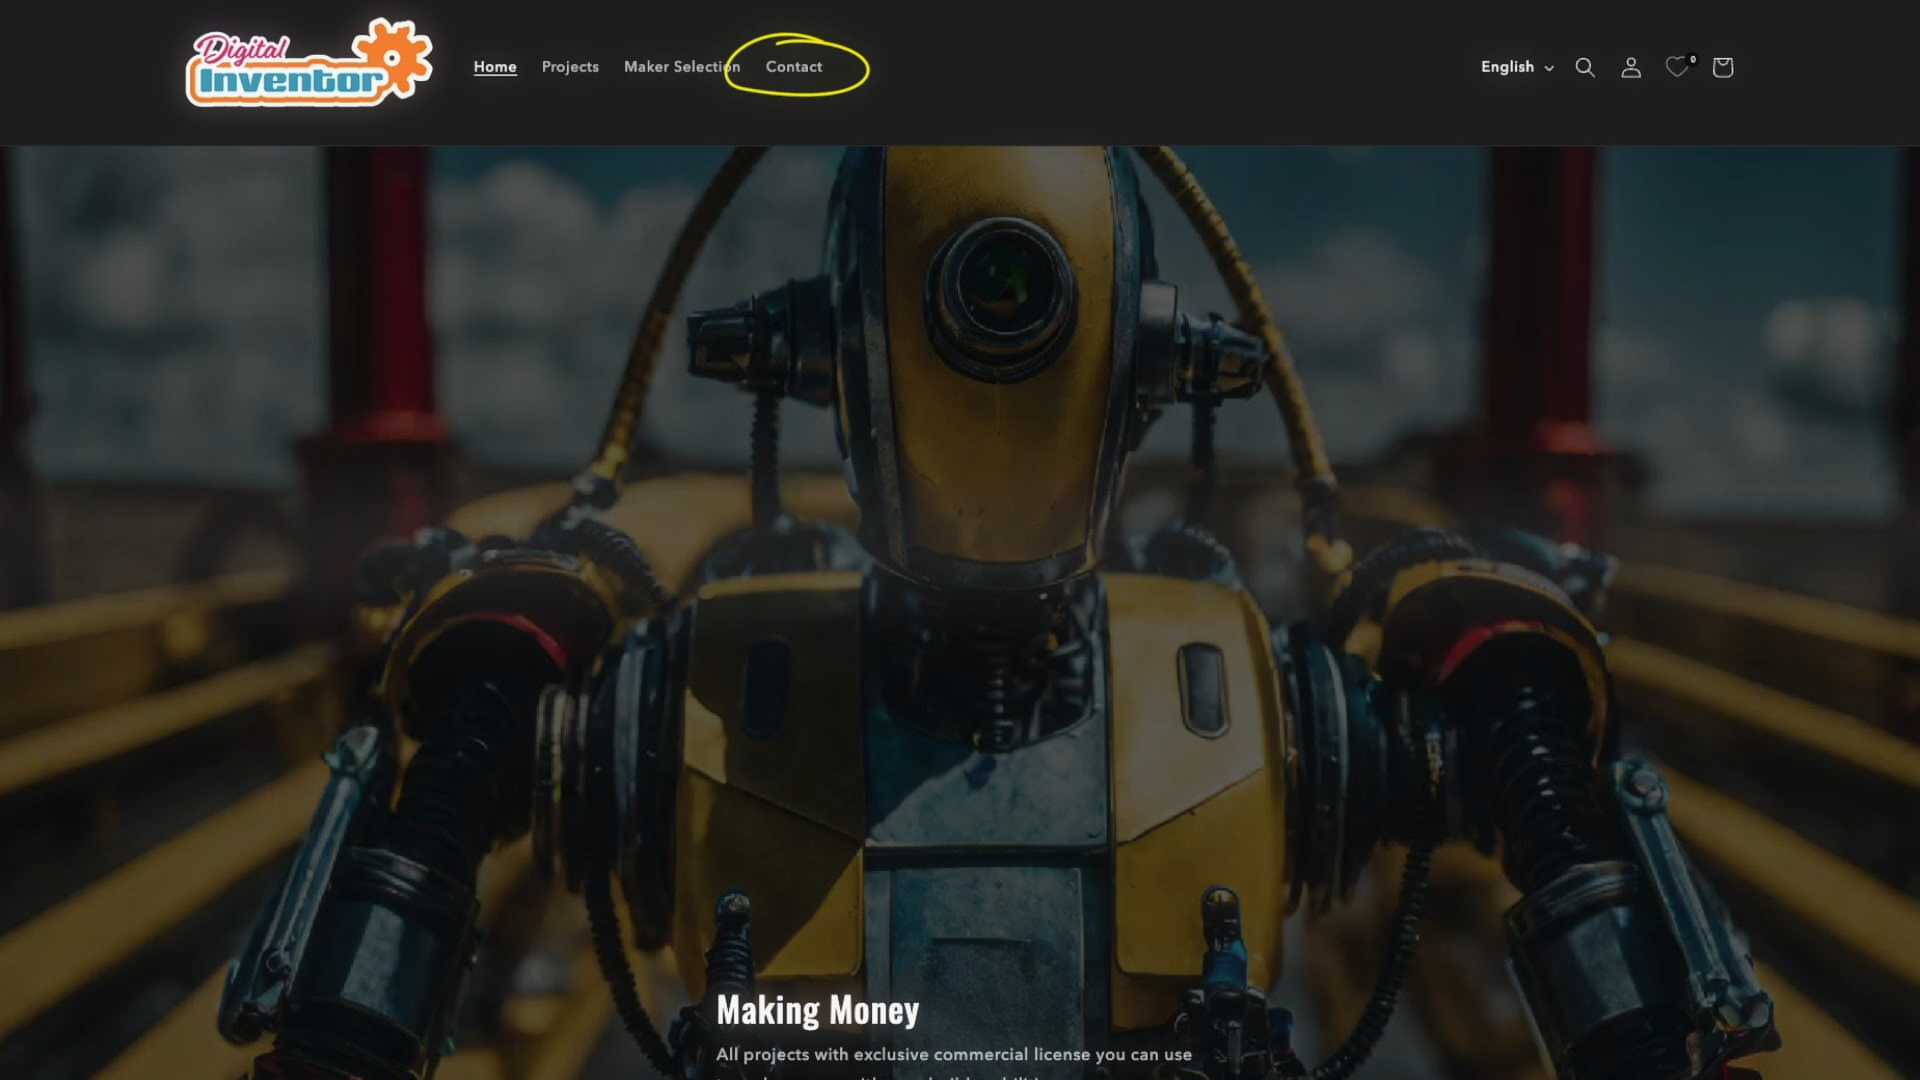 Digital
Inventor
Home
Projects
Maker Selection
Contact
English
0
Making Money
All projects with exclusive commercial license you can use